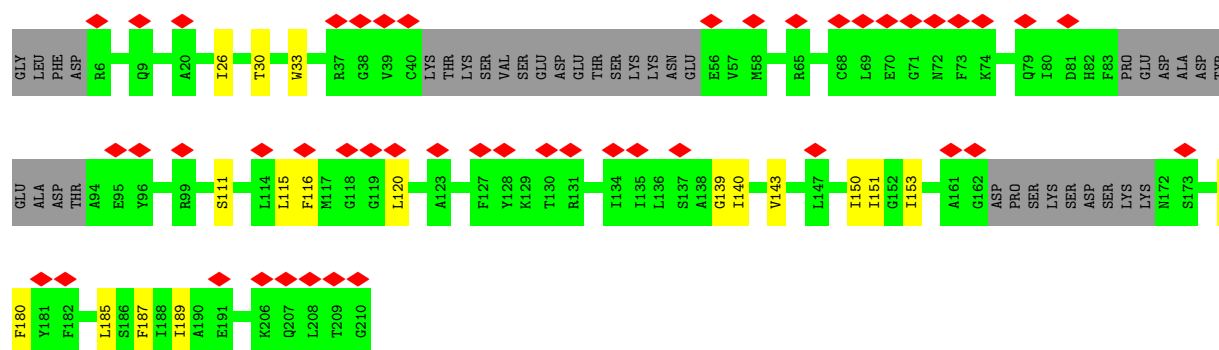 GLY LEU PHE ASP R6 Q9 A20 I26 T30 W33 R37 G38 V39 C40 LYS THR LYS SER VAL SER GLU ASP GLU THR SER LYS LYS ASN GLU E56 V57 M58 R65 C68 L69 E70 G71 N72 F73 K74 Q79 I80 D81 H82 F83 PRO GLU ASP ALA ASP
GLU ALA ASP THR A94 E95 Y96 R99 S111 L114 L115 F116 M117 G118 G119 L120 A123 F127 Y128 K129 T130 R131 I134 I135 L136 S137 A138 G139 I140 V143 L147 I150 I151 G152 I153 A161 G162 ASP PRO SER LYS SER ASP SER LYS LYS N172 S173
F180 Y181 F182 L185 S186 F187 I188 I189 A190 E191 K206 Q207 L208 T209 G210